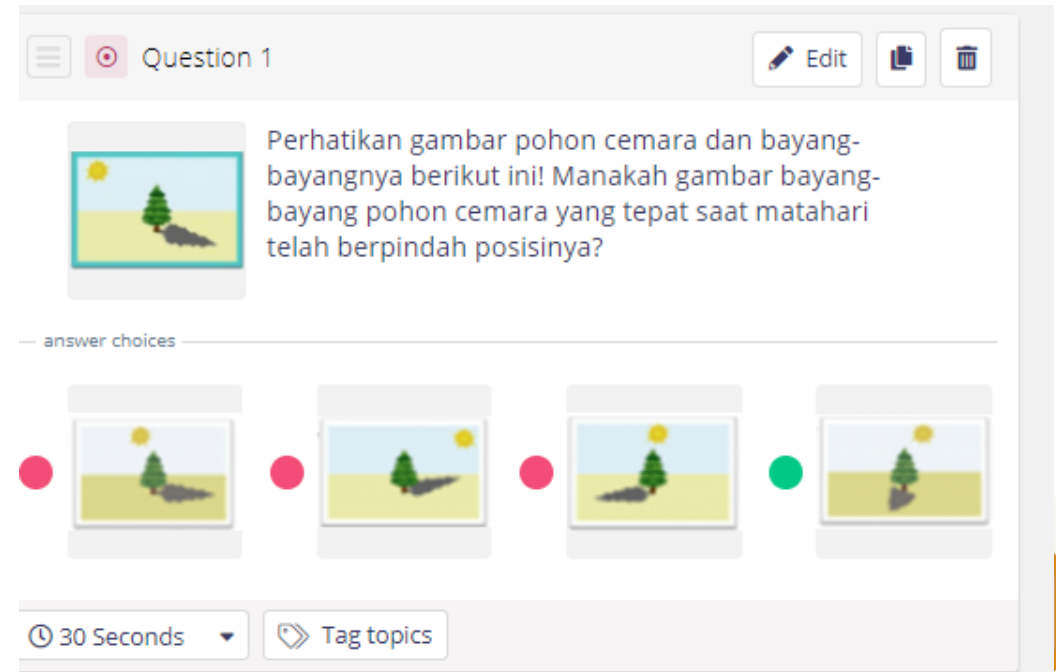 Question 1
Edit
Perhatikan gambar pohon cemara dan bayang-
bayangnya berikut ini! Manakah gambar bayang-
bayang pohon cemara yang tepat saat matahari
telah berpindah posisinya?
answer choices
30 Seconds
Tag topics